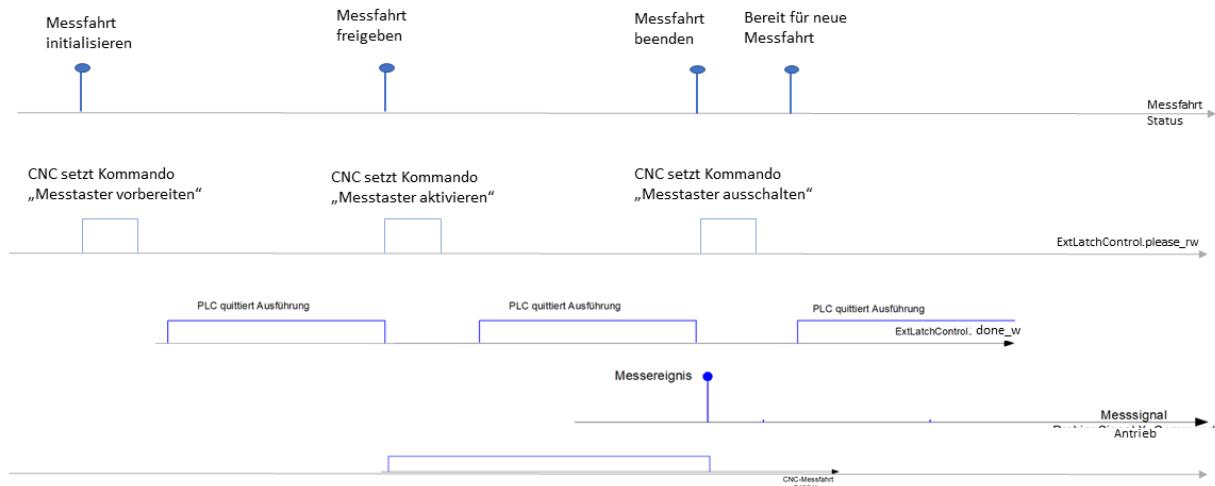 Messfahrt
initialisieren
Messfahrt
freigeben
Messfahrt
beenden
Bereit für neue
Messfahrt
Messfahrt
Status
CNC setzt Kommando
„Messtaster vorbereiten“
CNC setzt Kommando
„Messtaster aktivieren“
CNC setzt Kommando
„Messtaster ausschalten“
ExtLatchControl.please_rw
PLC quittiert Ausführung
PLC quittiert Ausführung
PLC quittiert Ausführung
ExtLatchControl. done_w
Messereignis
Messsignal
Antrieb
CNC-Messfahrt